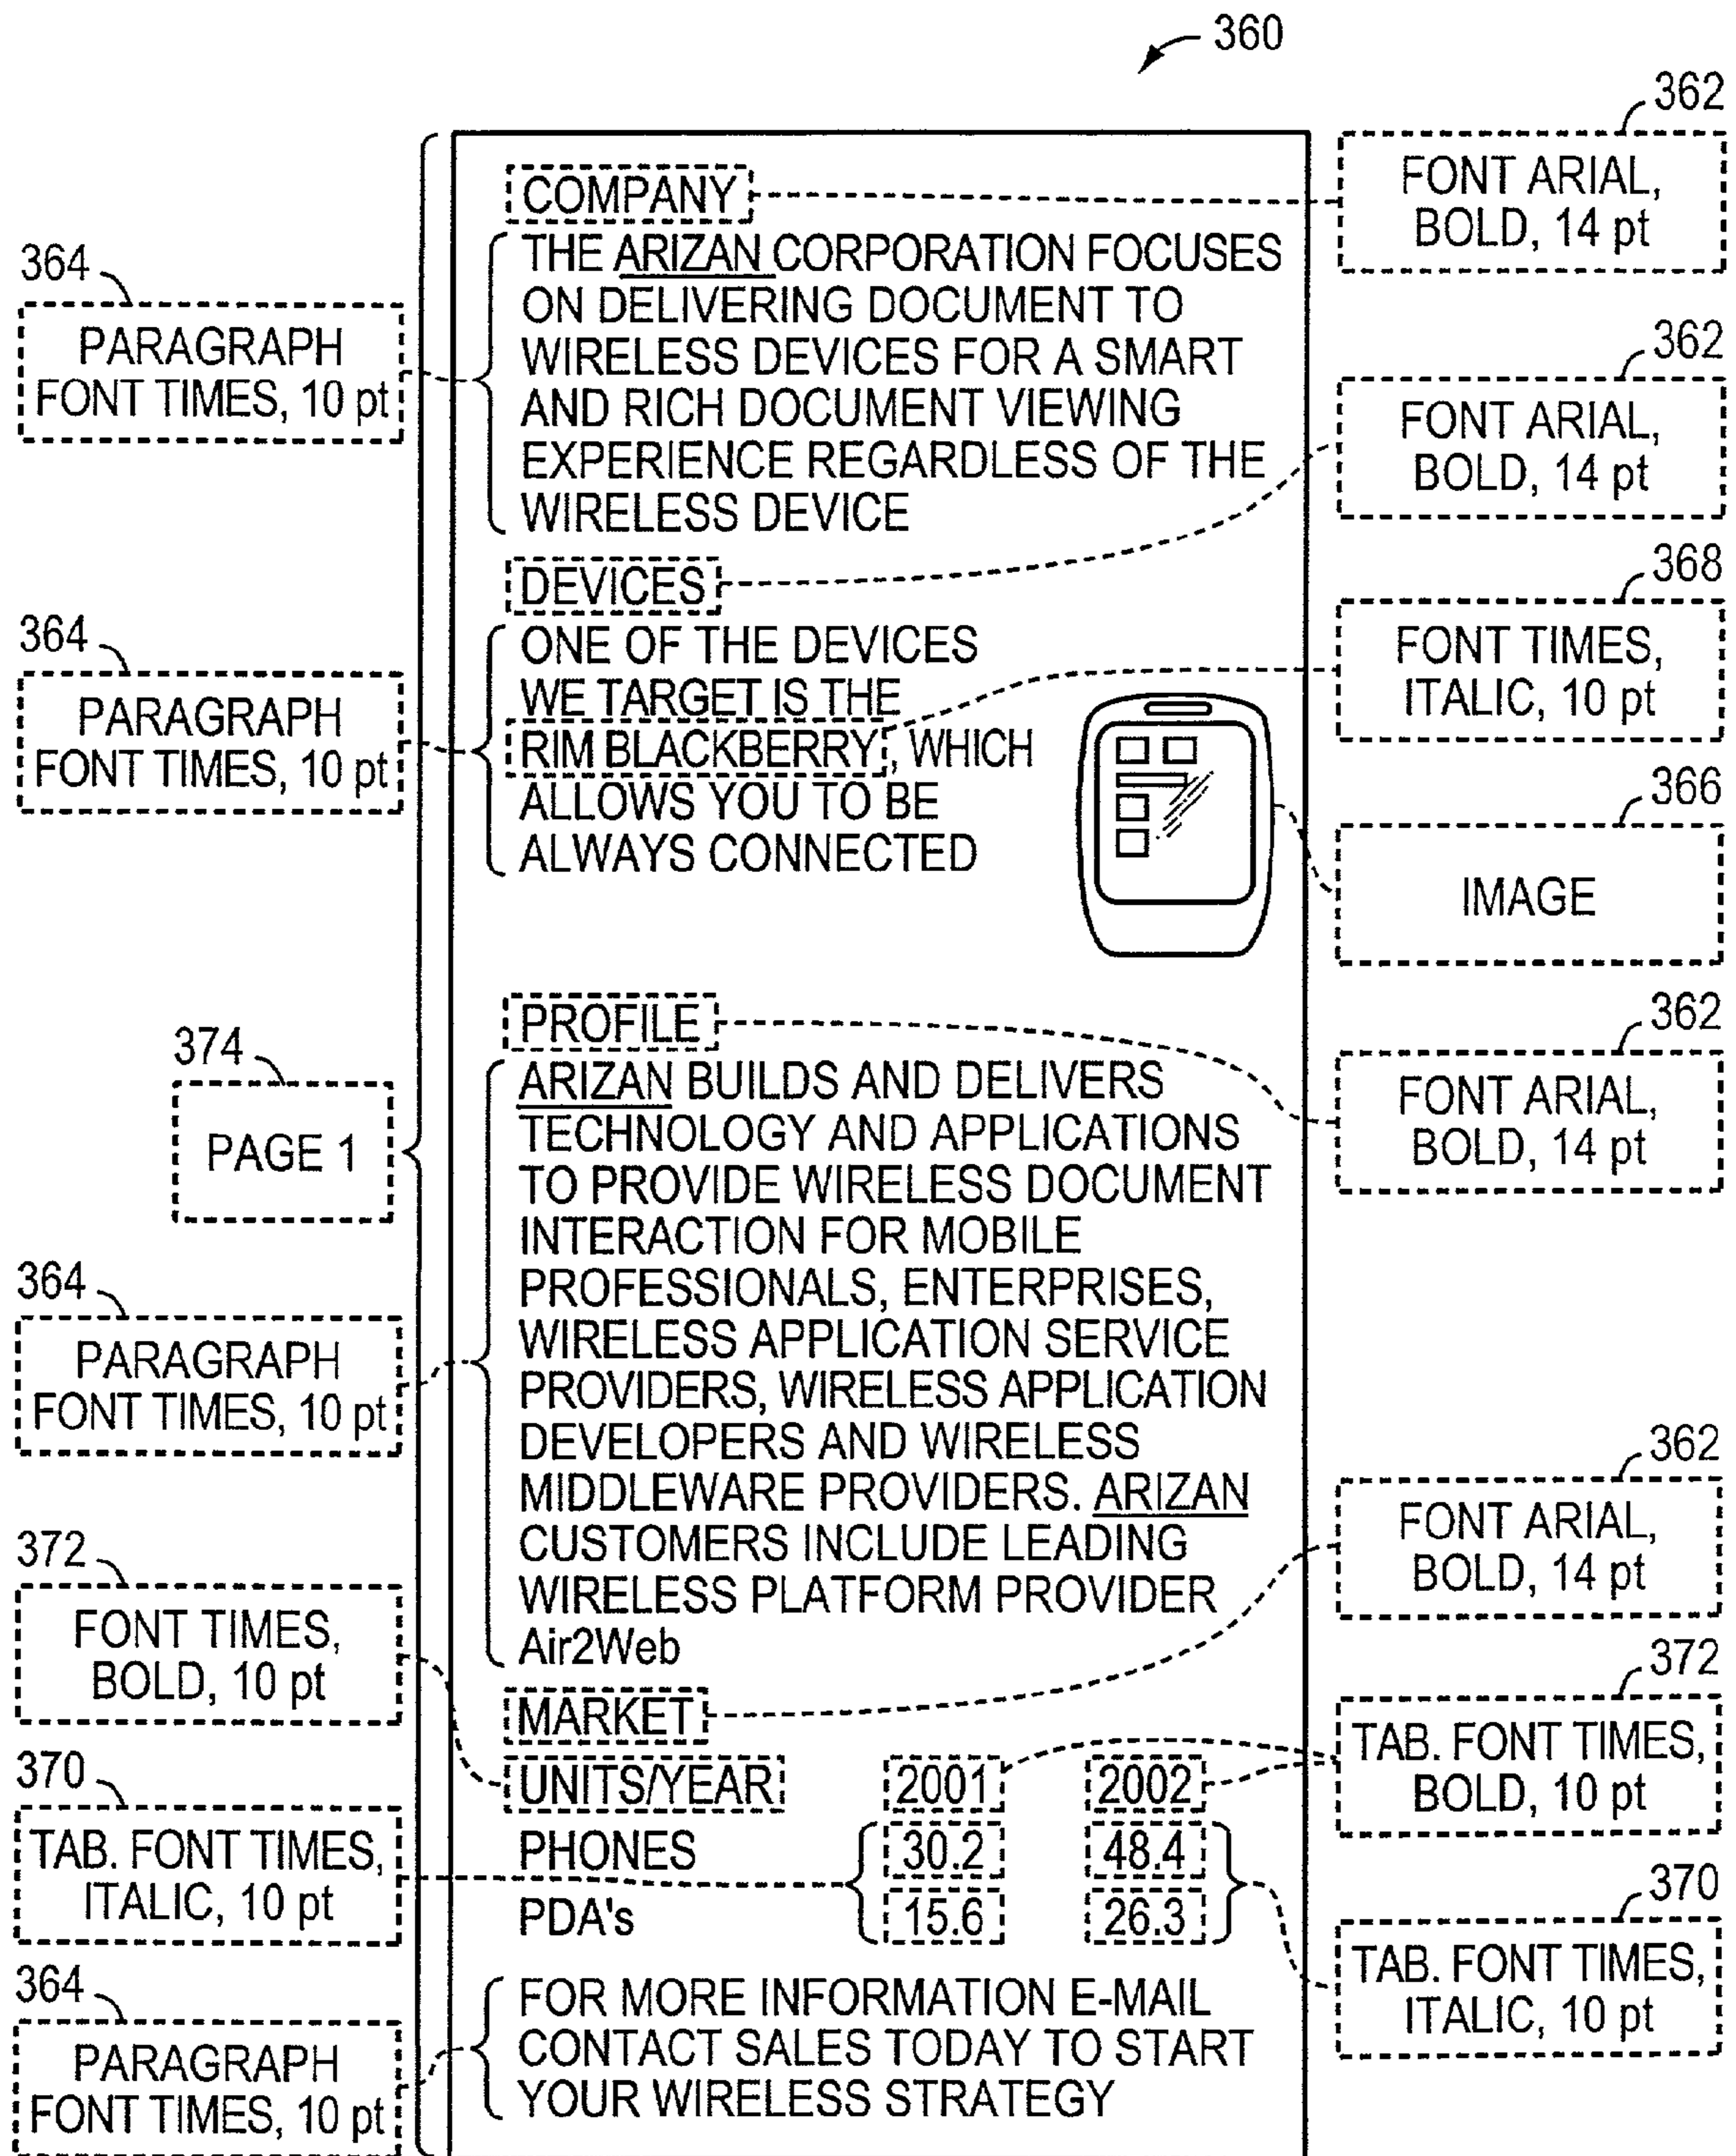 360
362
FONT ARIAL,
BOLD, 14 pt
COMPANY
364
PARAGRAPH
FONT TIMES, 10 pt
THE ARIZAN CORPORATION FOCUSES
ON DELIVERING DOCUMENT TO
WIRELESS DEVICES FOR A SMART
AND RICH DOCUMENT VIEWING
EXPERIENCE REGARDLESS OF THE
WIRELESS DEVICE
362
FONT ARIAL,
BOLD, 14 pt
DEVICES
364
PARAGRAPH
FONT TIMES, 10 pt
ONE OF THE DEVICES
WE TARGET IS THE
RIM BLACKBERRY, WHICH
ALLOWS YOU TO BE
ALWAYS CONNECTED
368
FONT TIMES,
ITALIC, 10 pt
366
IMAGE
PROFILE
362
FONT ARIAL,
BOLD, 14 pt
374
PAGE 1
364
PARAGRAPH
FONT TIMES, 10 pt
ARIZAN BUILDS AND DELIVERS
TECHNOLOGY AND APPLICATIONS
TO PROVIDE WIRELESS DOCUMENT
INTERACTION FOR MOBILE
PROFESSIONALS, ENTERPRISES,
WIRELESS APPLICATION SERVICE
PROVIDERS, WIRELESS APPLICATION
DEVELOPERS AND WIRELESS
MIDDLEWARE PROVIDERS. ARIZAN
CUSTOMERS INCLUDE LEADING
WIRELESS PLATFORM PROVIDER
Air2Web
362
FONT ARIAL,
BOLD, 14 pt
MARKET
372
FONT TIMES,
BOLD, 10 pt
UNITS/YEAR 2001 2002
372
TAB. FONT TIMES,
BOLD, 10 pt
370
TAB. FONT TIMES,
ITALIC, 10 pt
PHONES 30.2 48.4
PDA's 15.6 26.3
370
TAB. FONT TIMES,
ITALIC, 10 pt
364
PARAGRAPH
FONT TIMES, 10 pt
FOR MORE INFORMATION E-MAIL
CONTACT SALES TODAY TO START
YOUR WIRELESS STRATEGY